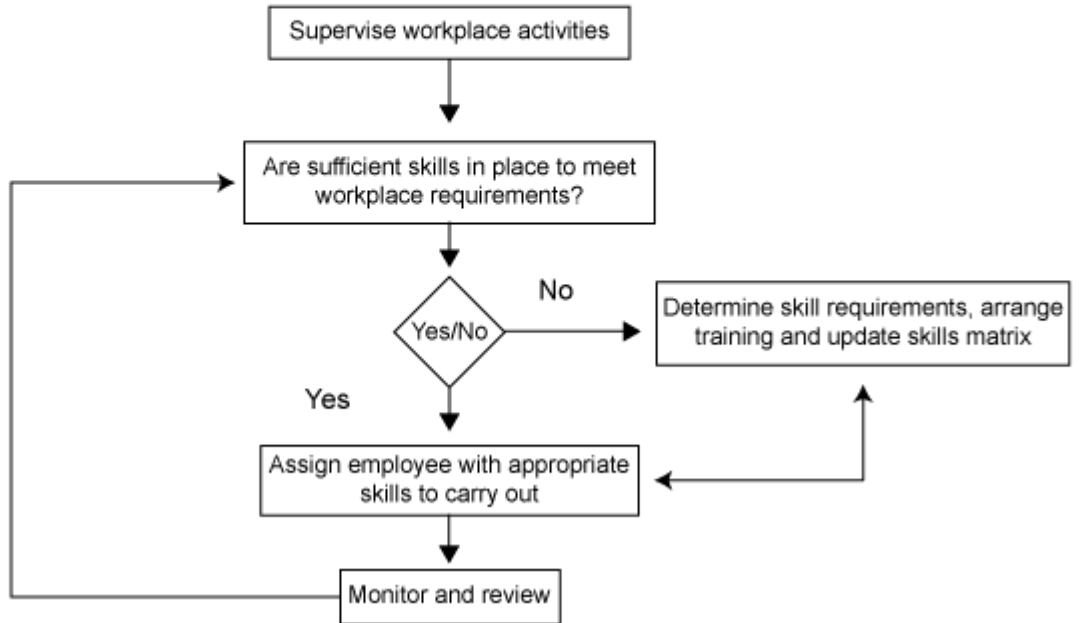 Supervise workplace activities
Are sufficient skills in place to meet
workplace requirements?
No
Yes/No
Determine skill requirements, arrange
training and update skills matrix
Yes
Assign employee with appropriate
skills to carry out
Monitor and review